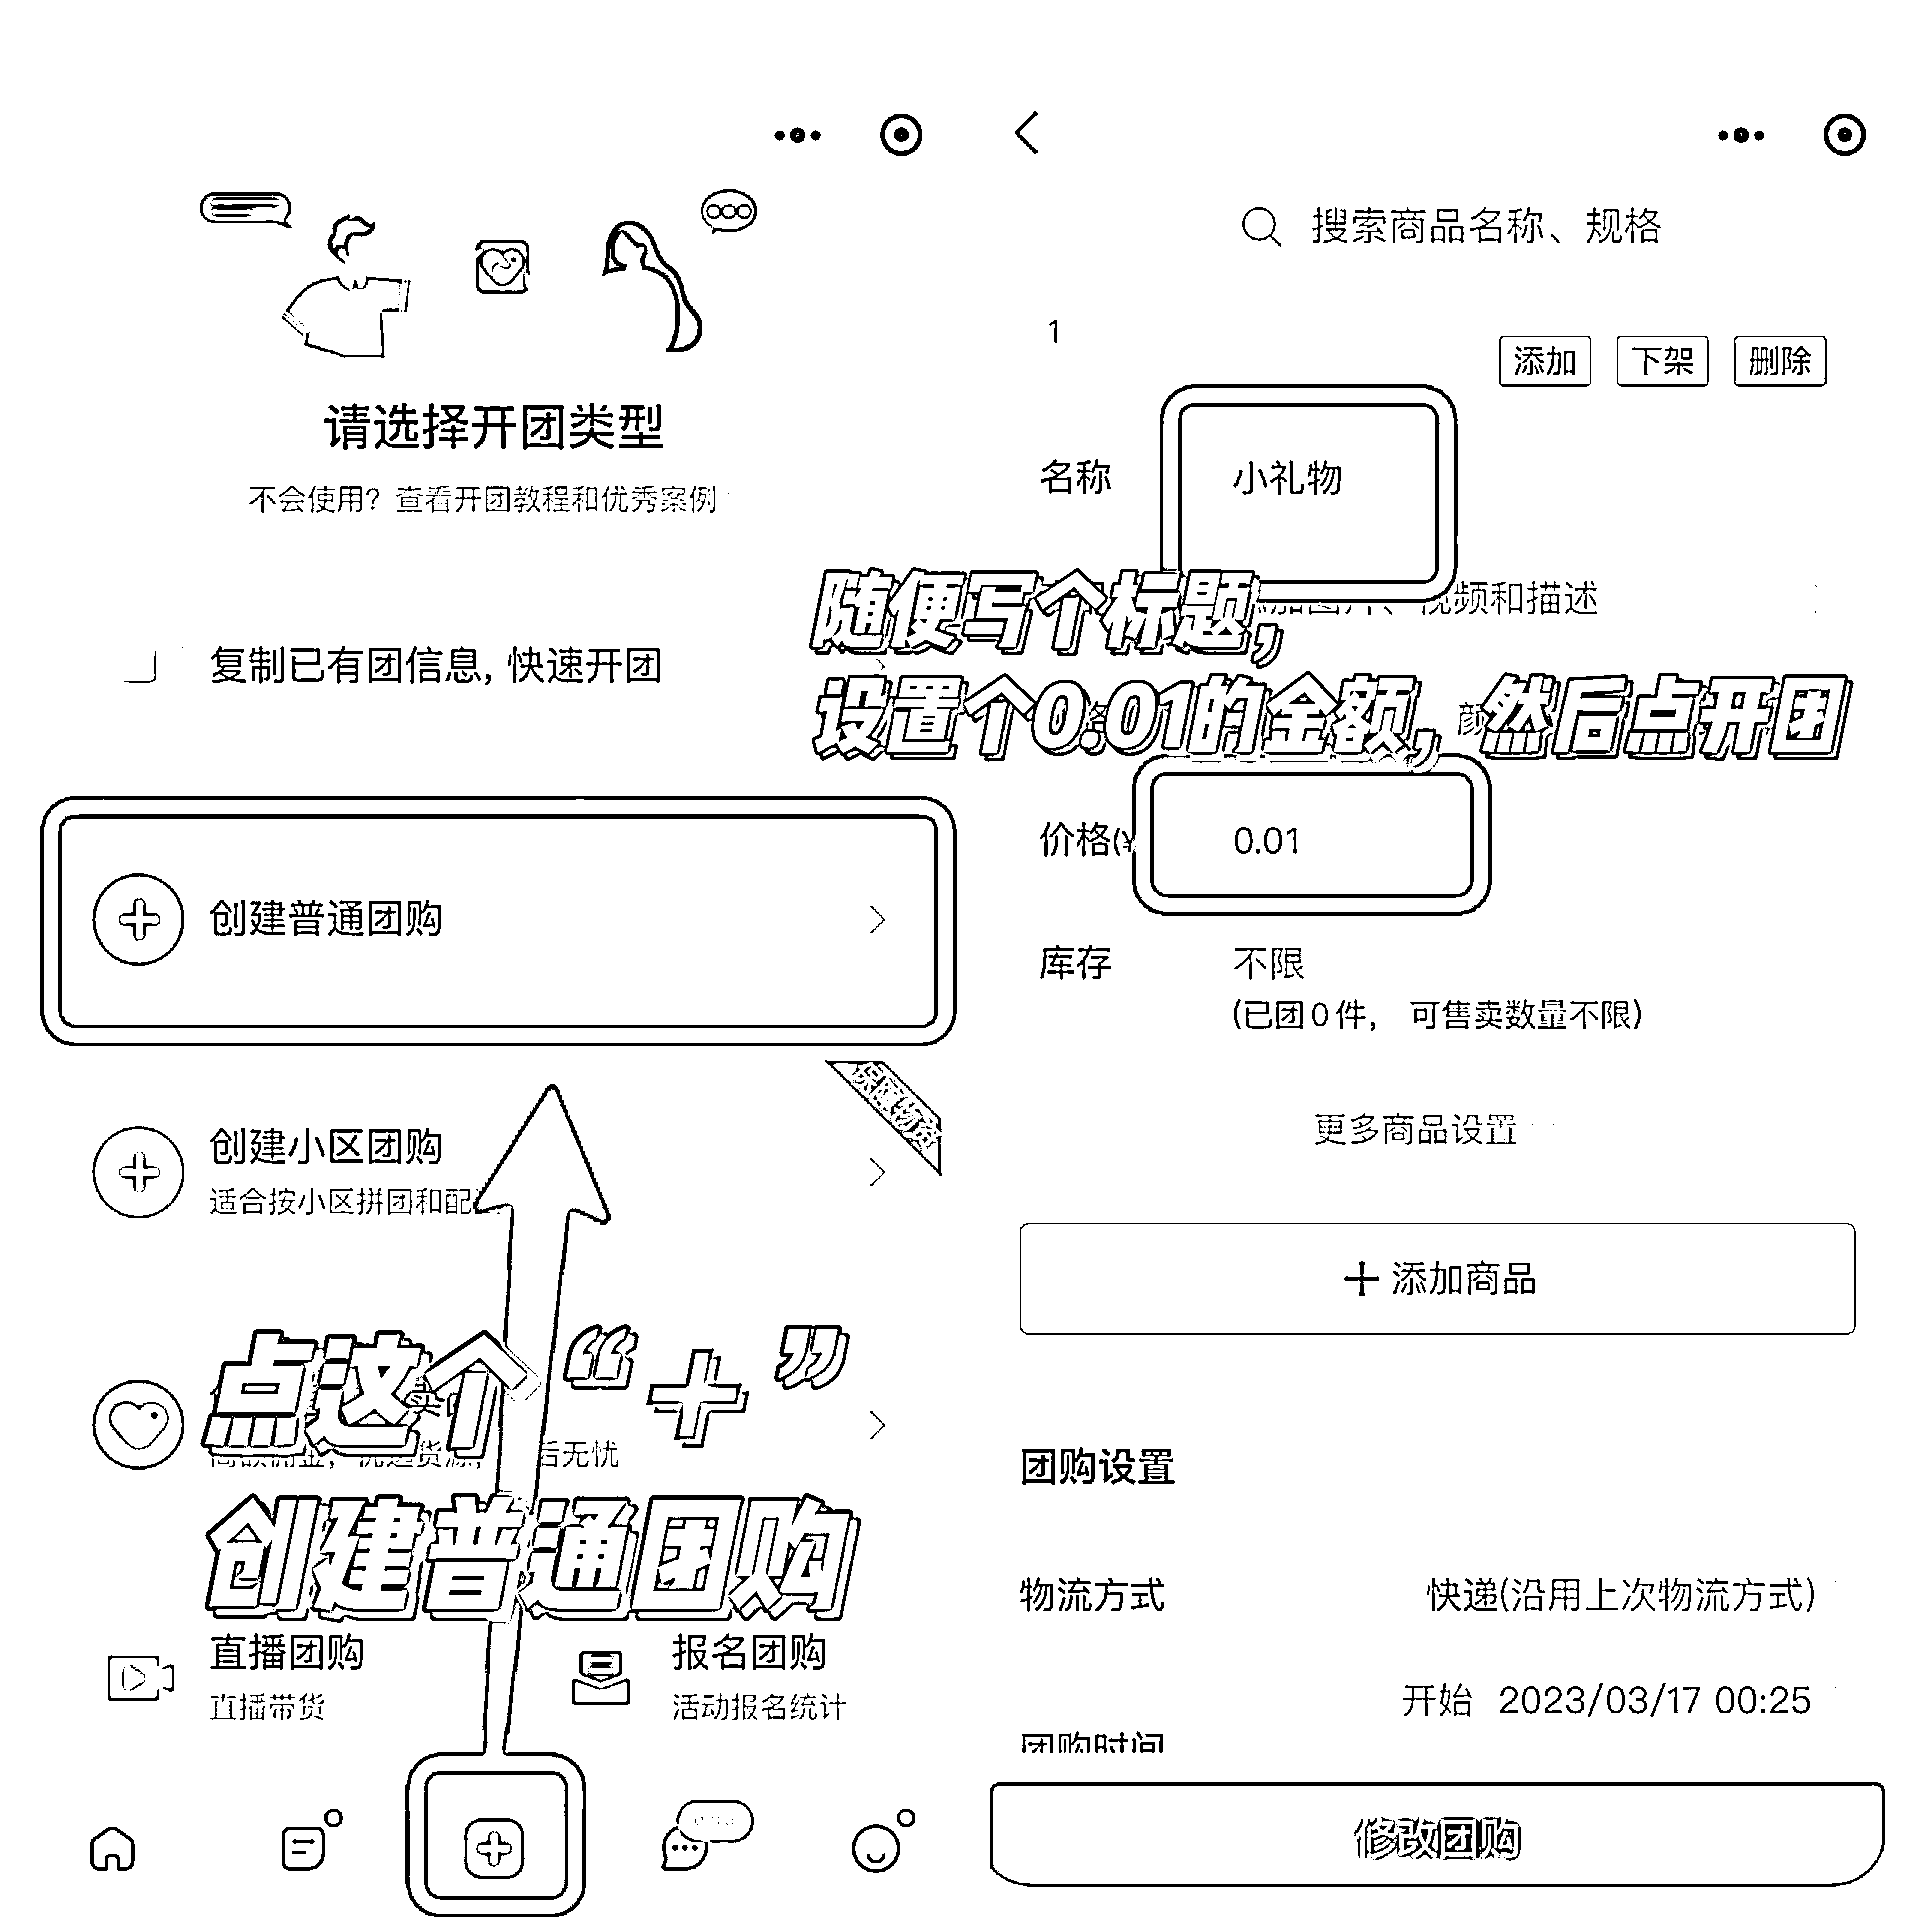 请选择开团类型
不会使用？查看开团教程和优秀案例
复制已有团信息, 快速开团
创建普通团购
保障物资
创建小区团购
适合按小区拼团和配
点这个“+”
后无忧
创建普通团购
直播团购
直播带货
报名团购
活动报名统计
搜索商品名称、规格
1
添加
下架
删除
名称
小礼物
随便写个标题，
视频和描述
设置个0.01的金额，然后点开团
价格(¥
0.01
库存
不限
(已团0件， 可售卖数量不限)
更多商品设置
+ 添加商品
团购设置
物流方式
快递(沿用上次物流方式)
开始 2023/03/17 00:25
团购时间
修改团购